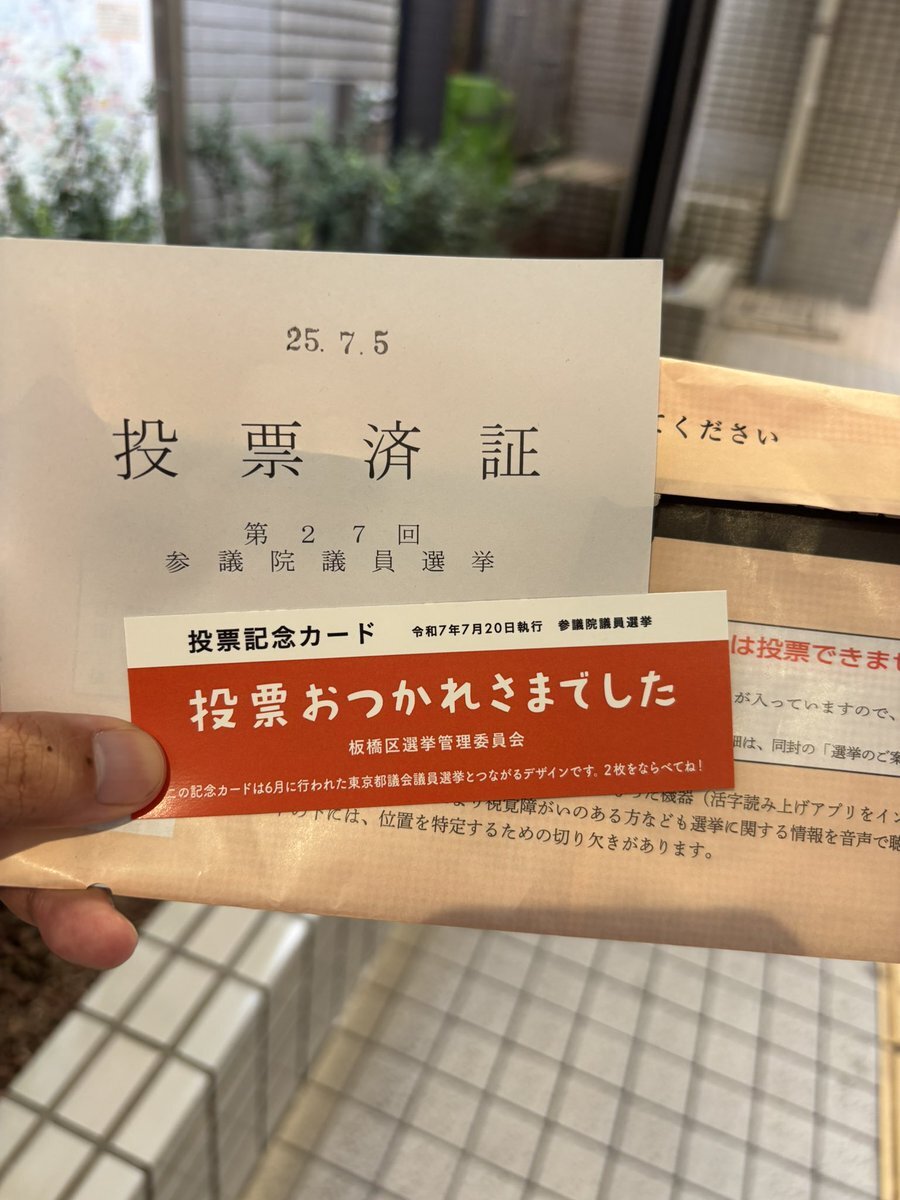 25.7.5
投票済証
第27回
参議院議員選挙
てください
投票記念カード 令和7年7月20日執行 参議院議員選挙
投票おつかれさまでした
板橋区選挙管理委員会
この記念カードは6月に行われた東京都議会議員選挙とつながるデザインです。2枚をならべてね!
は投票できませ
が入っていますので、
は、同封の「選挙のご案
機器(活字読み上げアプリをイン
より視覚障がいのある方なども選挙に関する情報を音声で聴
の下には、位置を特定するための切り欠きがあります。